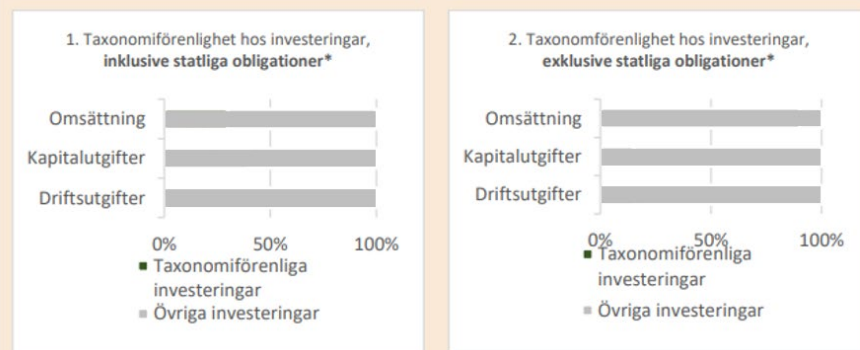 1. Taxonomiförenlighet hos investeringar,
inklusive statliga obligationer*
Omsättning
Kapitalutgifter
Driftsutgifter
0% 50% 100%
Taxonomiförenliga
investeringar
Övriga investeringar
2. Taxonomförenlighet hos investeringar,
exklusive statliga obligationer*
Omsättning
Kapitalutgifter
Driftsutgifter
0% 50% 100%
Taxonomiförenliga
investeringar
Övriga investeringar